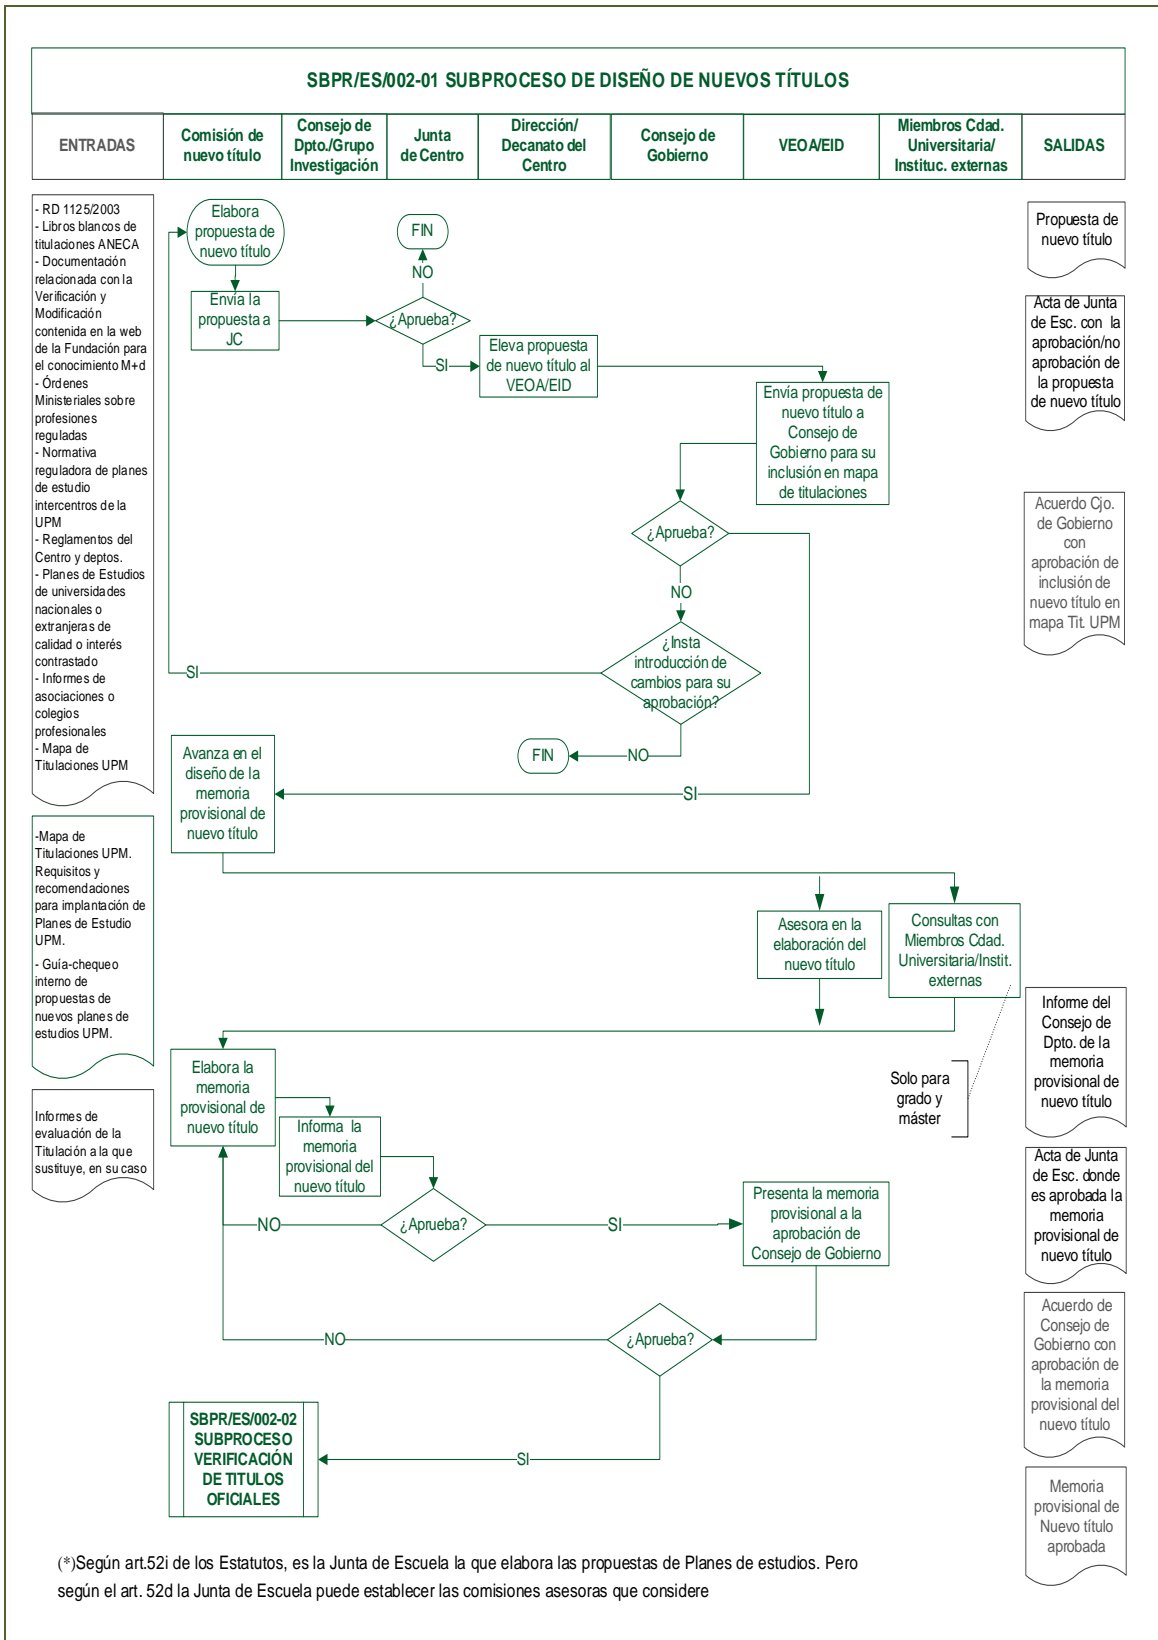 SBPR/ES/002-01 SUBPROCESO DE DISEÑO DE NUEVOS TÍTULOS
ENTRADAS
Comisión de
nuevo título
Consejo de
Dpto./Grupo
Investigación
Junta
de Centro
Dirección/
Decanato del
Centro
Consejo de
Gobierno
VEOA/EID
Miembros Cdad.
Universitaria/
Instituc. externas
SALIDAS
- RD 1125/2003
- Libros blancos de
titulaciones ANECA
- Documentación
relacionada con la
Verificación y
Modificación
contenida en la web
de la Fundación para
el conocimiento M+d
- Órdenes
Ministeriales sobre
profesiones
reguladas
- Normativa
reguladora de planes
de estudio
intercentros de la
UPM
- Reglamentos del
Centro y deptos.
- Planes de Estudios
de universidades
nacionales o
extranjeras de
calidad o interés
contrastado
- Informes de
asociaciones o
colegios
profesionales
- Mapa de
Titulaciones UPM
-Mapa de
Titulaciones UPM.
Requisitos y
recomendaciones
para implantación de
Planes de Estudio
UPM.
- Guía-chequeo
interno de
propuestas de
nuevos planes de
estudios UPM.
Informes de
evaluación de la
Titulación a la que
sustituye, en su caso
Elabora
propuesta de
nuevo título
Envía la
propuesta a
JC
FIN
NO
¿Aprueba?
SI
Eleva propuesta
de nuevo título al
VEOA/EID
Envía propuesta de
nuevo título a
Consejo de
Gobierno para su
inclusión en mapa
de titulaciones
¿Aprueba?
NO
¿Insta
introducción de
cambios para su
aprobación?
SI
NO
FIN
SI
Avanza en el
diseño de la
memoria
provisional de
nuevo título
Asesora en la
elaboración del
nuevo título
Consultas con
Miembros Cdad.
Universitaria/Instit.
externas
Solo para
grado y
máster
Elabora la
memoria
provisional de
nuevo título
Informa la
memoria
provisional del
nuevo título
¿Aprueba?
NO
SI
Presenta la memoria
provisional a la
aprobación de
Consejo de Gobierno
¿Aprueba?
NO
SI
SBPR/ES/002-02
SUBPROCESO
VERIFICACIÓN
DE TITULOS
OFICIALES
Propuesta de
nuevo título
Acta de Junta
de Esc. con la
aprobación/no
aprobación de
la propuesta
de nuevo título
Acuerdo Cjo.
de Gobierno
con
aprobación de
inclusión de
nuevo título en
mapa Tit. UPM
Informe del
Consejo de
Dpto. de la
memoria
provisional de
nuevo título
Acta de Junta
de Esc. donde
es aprobada la
memoria
provisional de
nuevo título
Acuerdo de
Consejo de
Gobierno con
aprobación de
la memoria
provisional del
nuevo título
Memoria
provisional de
Nuevo título
aprobada
(*)Según art.52i de los Estatutos, es la Junta de Escuela la que elabora las propuestas de Planes de estudios. Pero
según el art. 52d la Junta de Escuela puede establecer las comisiones asesoras que considere